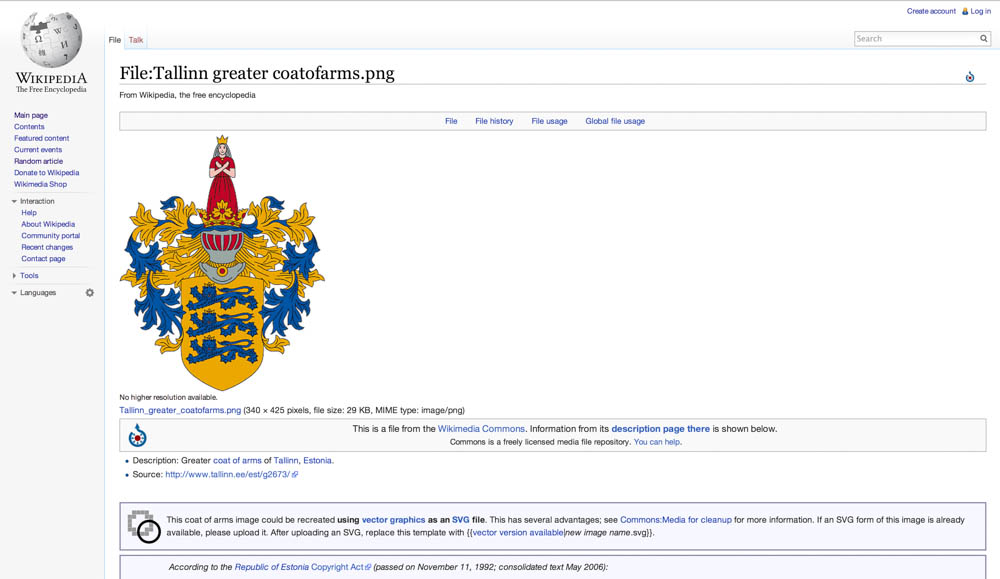 Create account Log in
File Talk
Search
WIKIPEDIA
The Free Encyclopedia
Main page
Contents
Featured content
Current events
Random article
Donate to Wikipedia
Wikimedia Shop
Interaction
Help
About Wikipedia
Community portal
Recent changes
Contact page
Tools
Languages
File:Tallinn greater coatofarms.png
From Wikipedia, the free encyclopedia
File File history File usage Global file usage
No higher resolution available.
Tallinn_greater_coatofarms.png (340 × 425 pixels, file size: 29 KB, MIME type: image/png)
This is a file from the Wikimedia Commons. Information from its description page there is shown below.
Commons is a freely licensed media file repository. You can help.
• Description: Greater coat of arms of Tallinn, Estonia.
• Source: http://www.tallinn.ee/est/g2673/
This coat of arms image could be recreated using vector graphics as an SVG file. This has several advantages; see Commons:Media for cleanup for more information. If an SVG form of this image is already
available, please upload it. After uploading an SVG, replace this template with {{vector version available|new image name.svg}}.
According to the Republic of Estonia Copyright Act (passed on November 11, 1992; consolidated text May 2006):